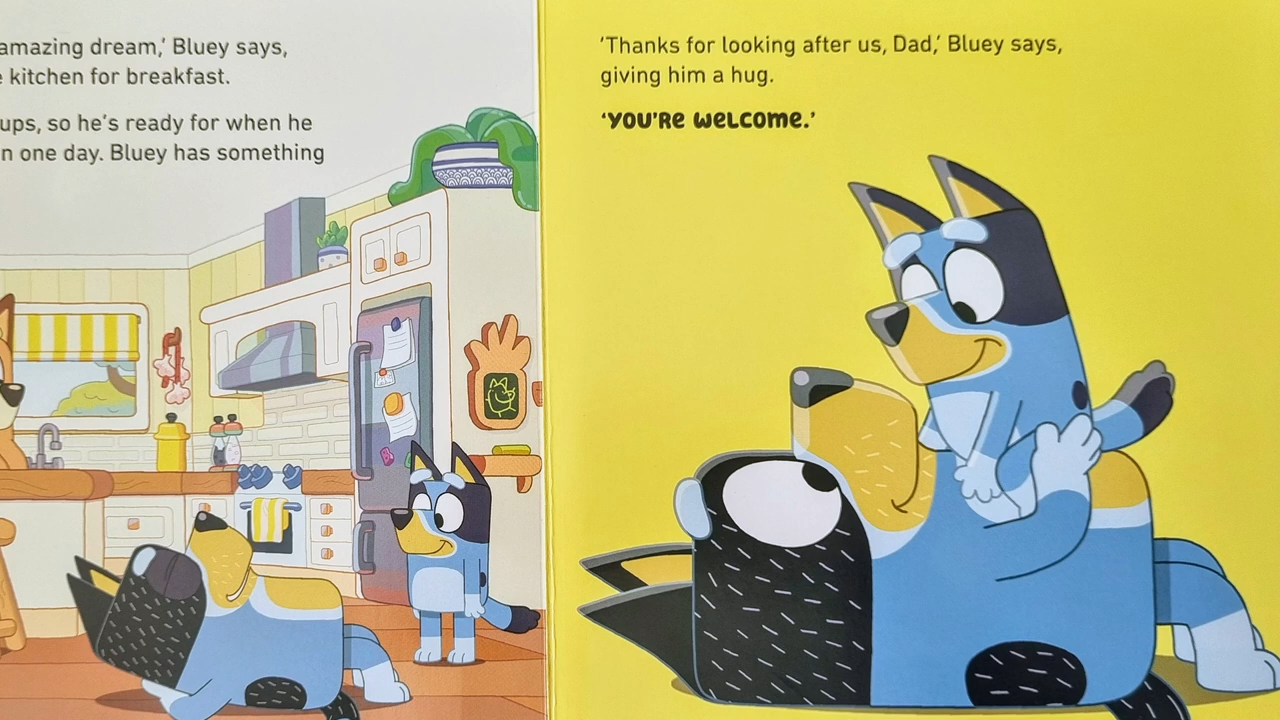 amazing dream,’ Bluey says,
kitchen for breakfast.
ups, so he’s ready for when he
n one day. Bluey has something
‘Thanks for looking after us, Dad,’ Bluey says,
giving him a hug.
‘YOU’RE WELCOME.’